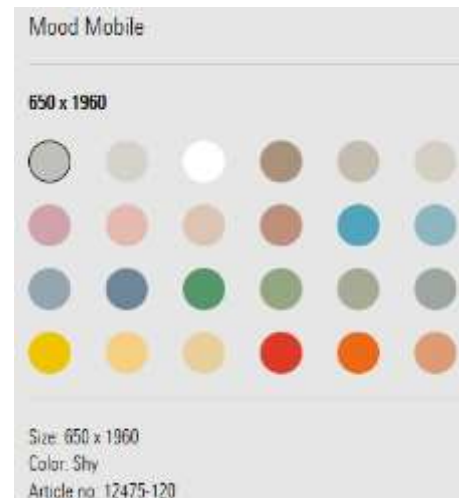 Mood Mobile
650 x 1960
Size: 650 x 1960
Color: Shy
Article no: 12475-120